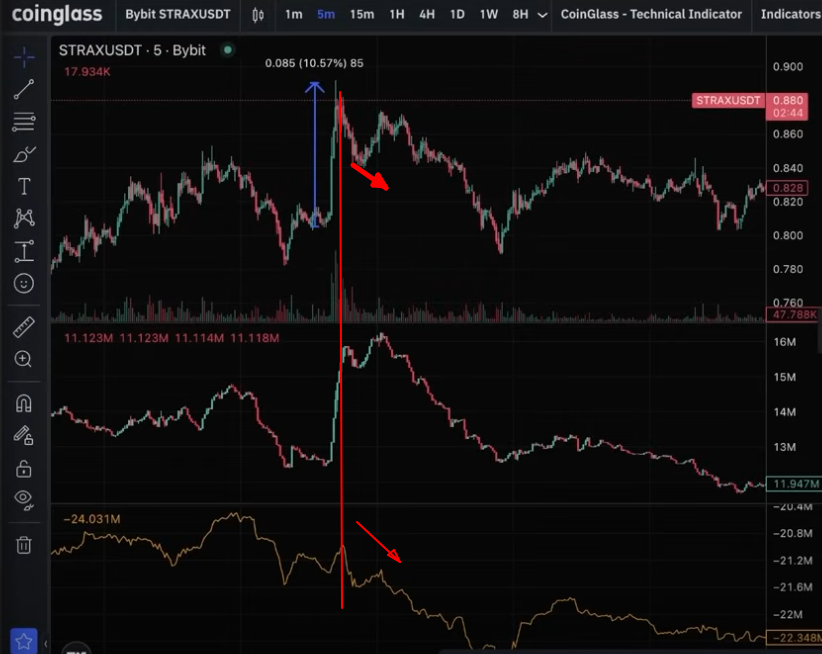 coinglass Bybit STRAXUSDT 1m 5m 15m 1H 4H 1D 1W 8H CoinGlass - Technical Indicator Indicators
STRAXUSDT · 5 · Bybit
17.934K
0.085 (10.57%) 85
0.900
STRAXUSDT 0.880
02:44
0.860
0.840
0.828
0.820
0.800
0.780
0.760
47.788K
11.123M 11.123M 11.114M 11.118M
16M
15M
14M
13M
11.947M
−24.031M
−20.4M
−20.8M
−21.2M
−21.6M
−22M
−22.348M